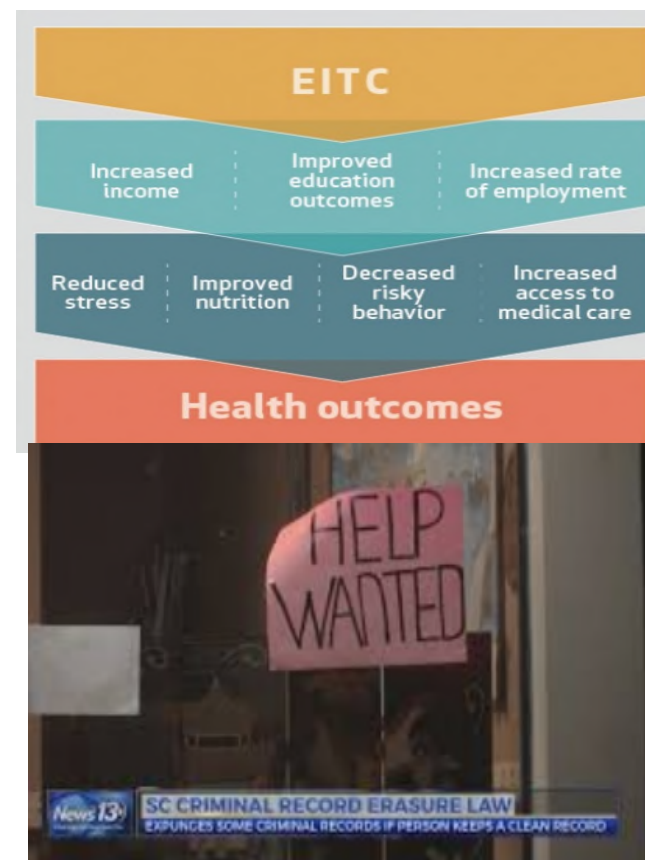 EITC
Increased
income
Improved
education
outcomes
Increased rate
of employment
Reduced
stress
Improved
nutrition
Decreased
risky
behavior
Increased
access to
medical care
Health outcomes
HELP
WANTED
News13
SC CRIMINAL RECORD ERASURE LAW
EXPUNGES SOME CRIMINAL RECORDS IF PERSON KEEPS A CLEAN RECORD